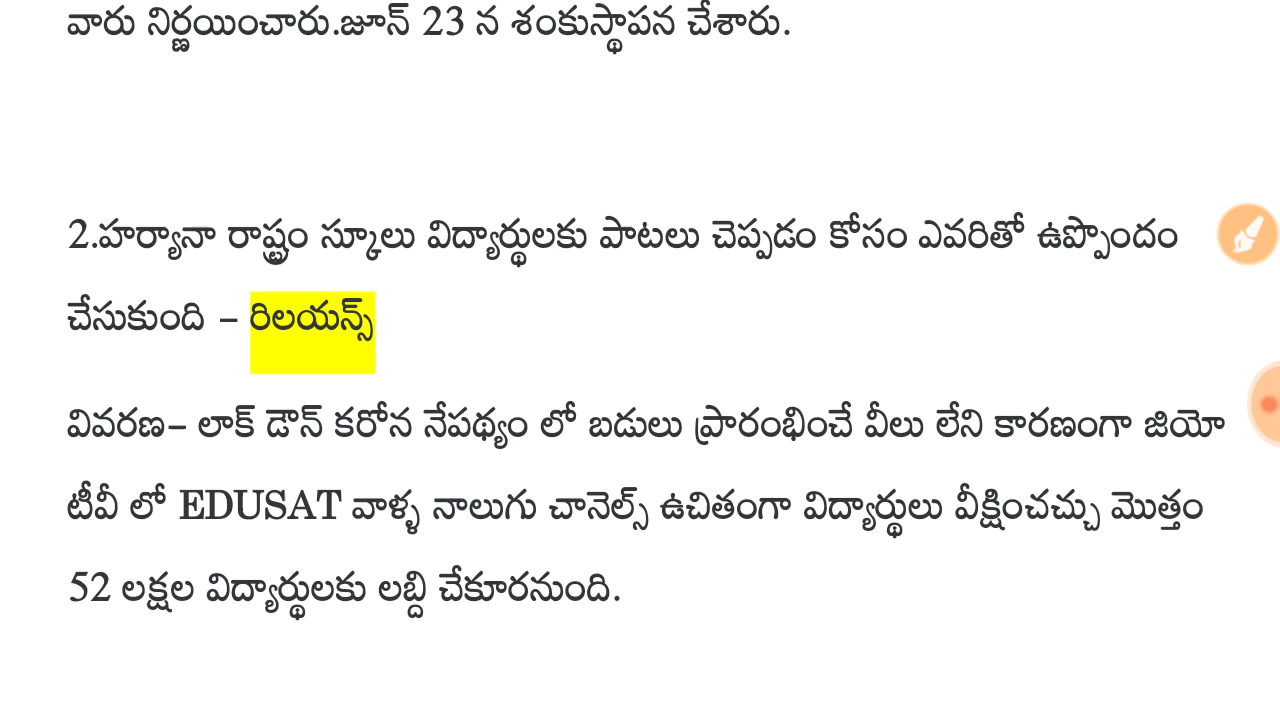 వారు నిర్ణయించారు.జూన్ 23 న శంకుస్థాపన చేశారు.
2.హర్యానా రాష్ట్రం స్కూలు విద్యార్థులకు పాటలు చెప్పడం కోసం ఎవరితో ఉప్పొందం
చేసుకుంది – రిలయన్స్
వివరణ– లాక్ డౌన్ కరోన నేపథ్యం లో బడులు ప్రారంభించే వీలు లేని కారణంగా జియో
టీవీ లో EDUSAT వాళ్ళ నాలుగు చానెల్స్ ఉచితంగా విద్యార్థులు వీక్షించచ్చు మొత్తం
52 లక్షల విద్యార్థులకు లబ్ది చేకూరనుంది.